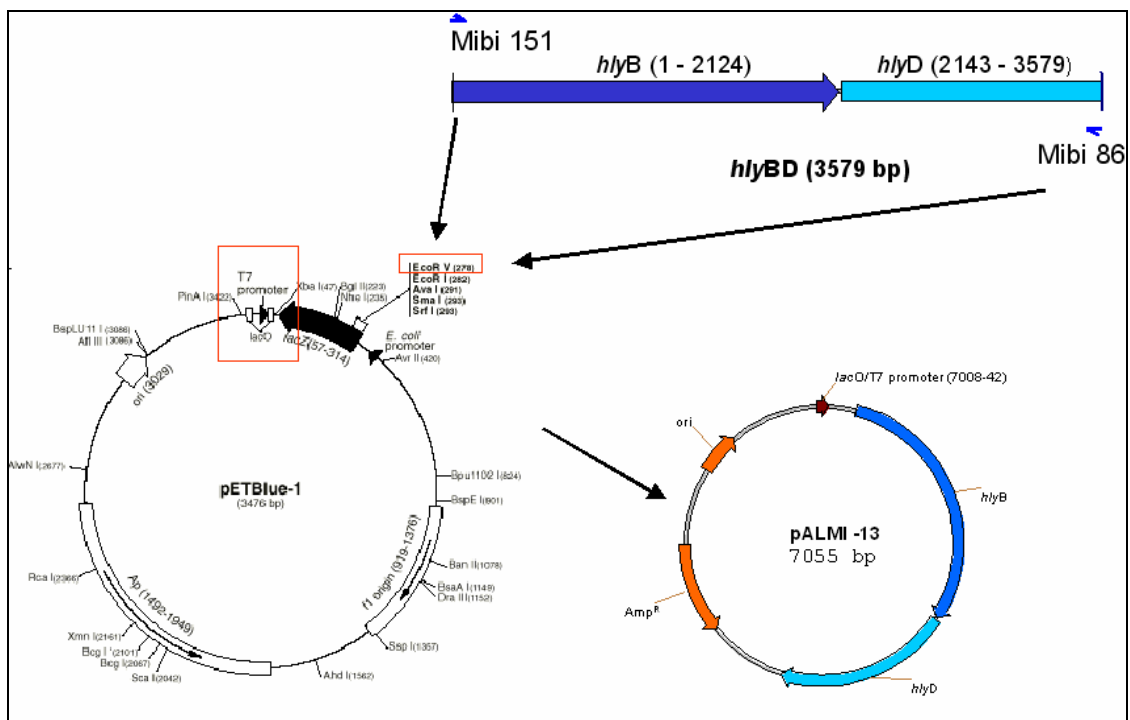 Mibi 151
hlyB (1 - 2124)
hlyD (2143 - 3579)
Mibi 86
hlyBD (3579 bp)
EcoR V (278)
EcoR I (282)
Ava I (291)
Sma I (293)
Srf I (293)
T7
promoter
PinA I(3422)
Xba I(47)
Bgl II(223)
Nhe I(235)
lacO
lacZ(57-314)
E. coli
promoter
Avr II(420)
BspLU11 I(3086)
Afl III(3086)
ori (3029)
AlwN I(2677)
pETBlue-1
(3476 bp)
Bpu1102 I(824)
BspE I(901)
f1 origin (919-1376)
Ban II(1078)
BsaA I(1149)
Dra III(1152)
Ssp I(1357)
Ahd I(1562)
Ap (1492-1949)
Rca I(2366)
Xmn I(2161)
Bcg I'(2101)
Bcg I(2067)
Sca I(2042)
lacO/T7 promoter (7008-42)
ori
hlyB
pALMI -13
7055 bp
AmpR
hlyD